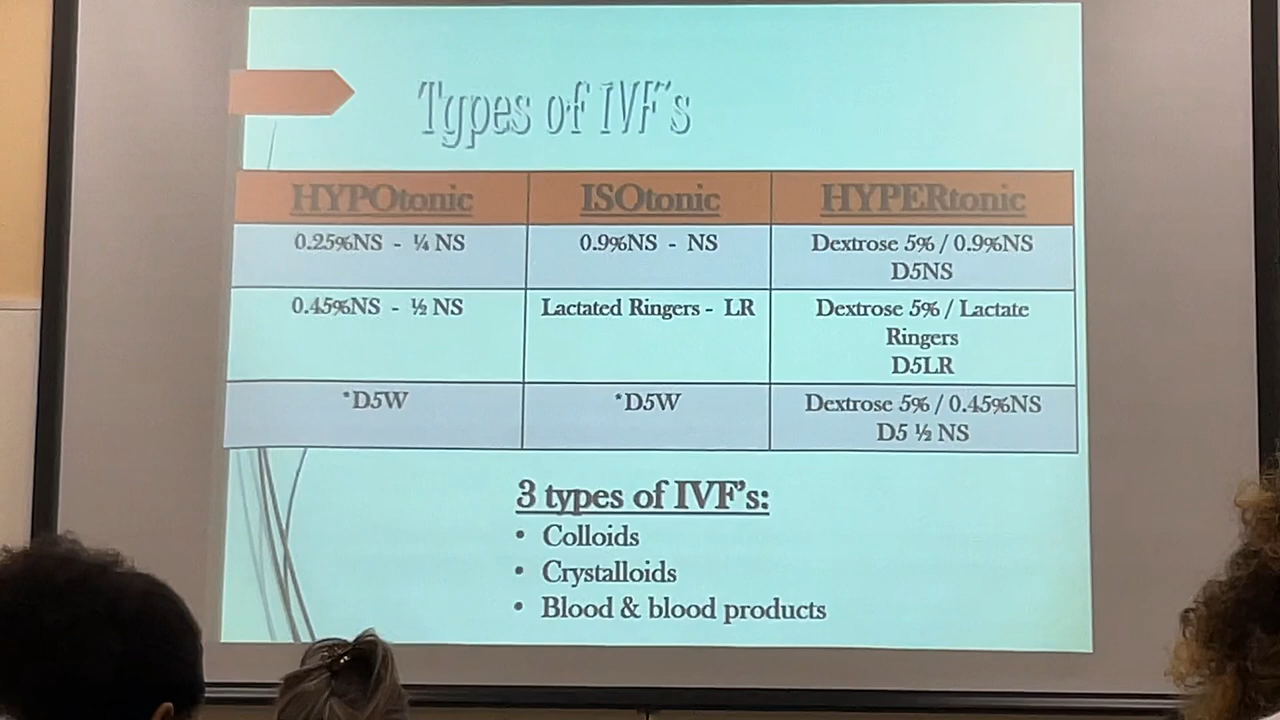 Types of IVF's
HYPOtonic
ISOtonic
HYPERtonic
0.25%NS - ¼ NS
0.9%NS - NS
Dextrose 5% / 0.9%NS
D5NS
0.45%NS - ½ NS
Lactated Ringers - LR
Dextrose 5% / Lactate
Ringers
D5LR
*D5W
*D5W
Dextrose 5% / 0.45%NS
D5 ½ NS
3 types of IVF's:
• Colloids
• Crystalloids
• Blood & blood products